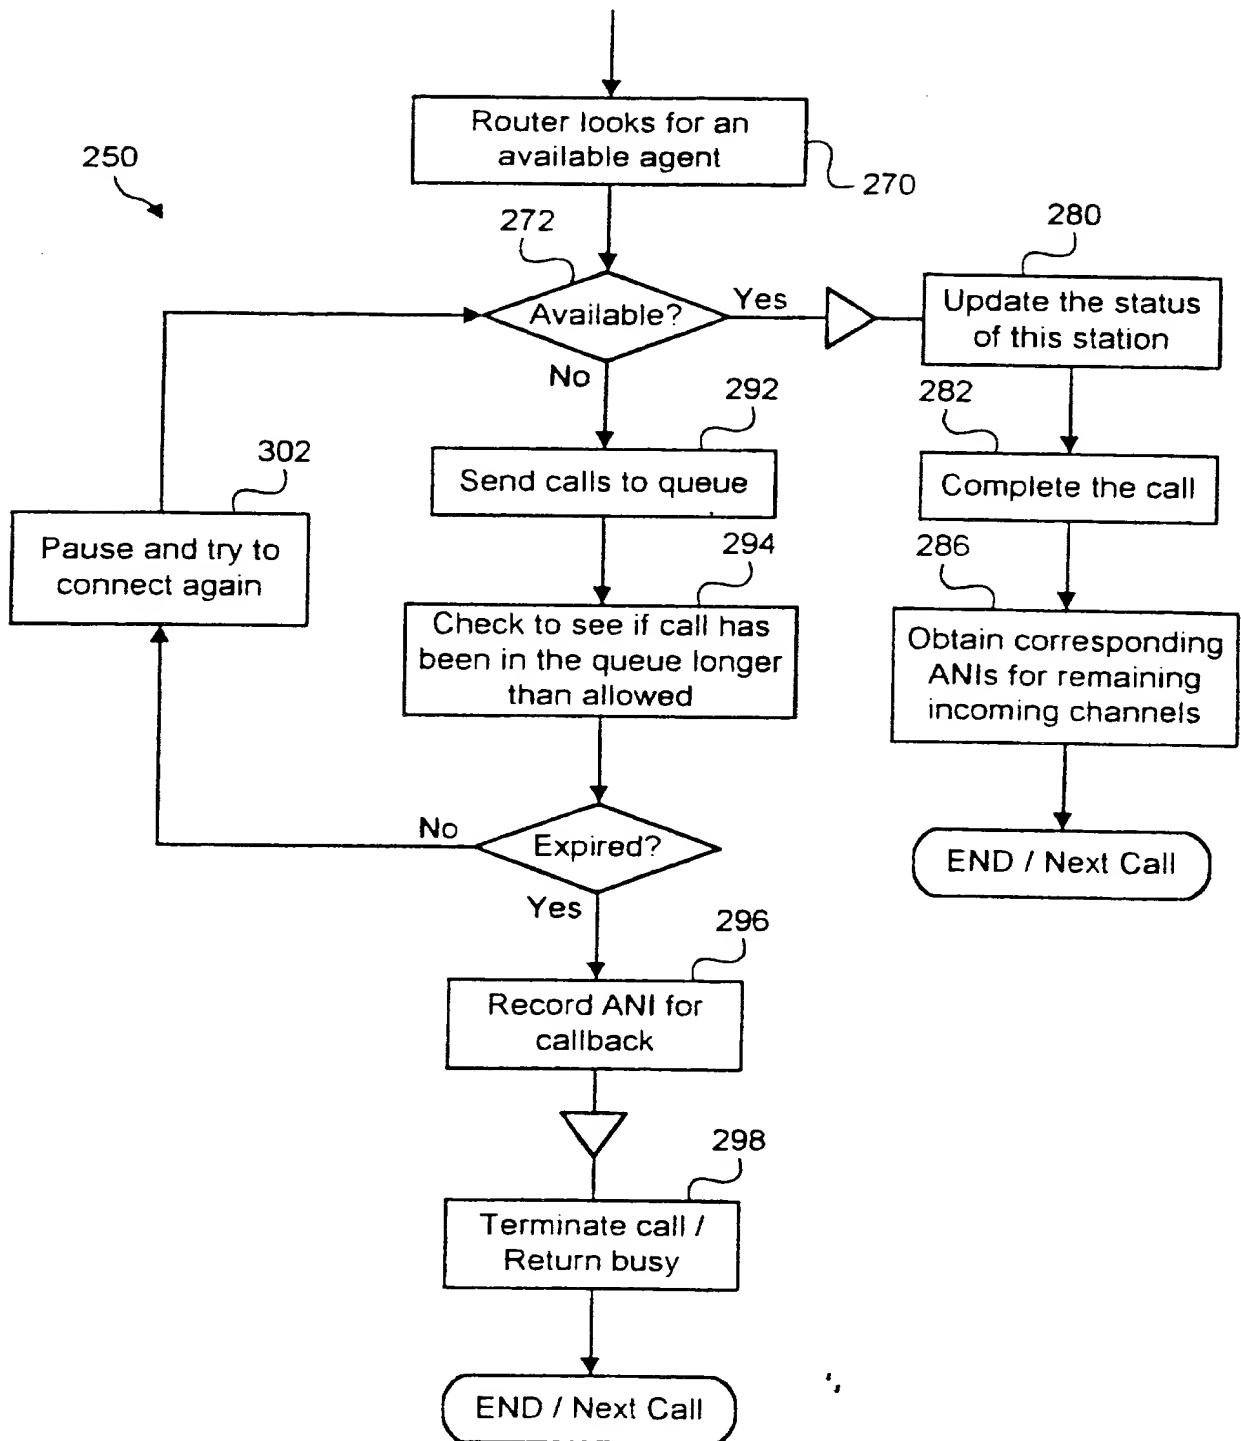 Router looks for an
available agent
270
250
272
Available?
Yes
No
280
Update the status
of this station
292
Send calls to queue
282
Complete the call
302
Pause and try to
connect again
294
Check to see if call has
been in the queue longer
than allowed
286
Obtain corresponding
ANIs for remaining
incoming channels
No
Expired?
Yes
END / Next Call
296
Record ANI for
callback
298
Terminate call /
Return busy
END / Next Call